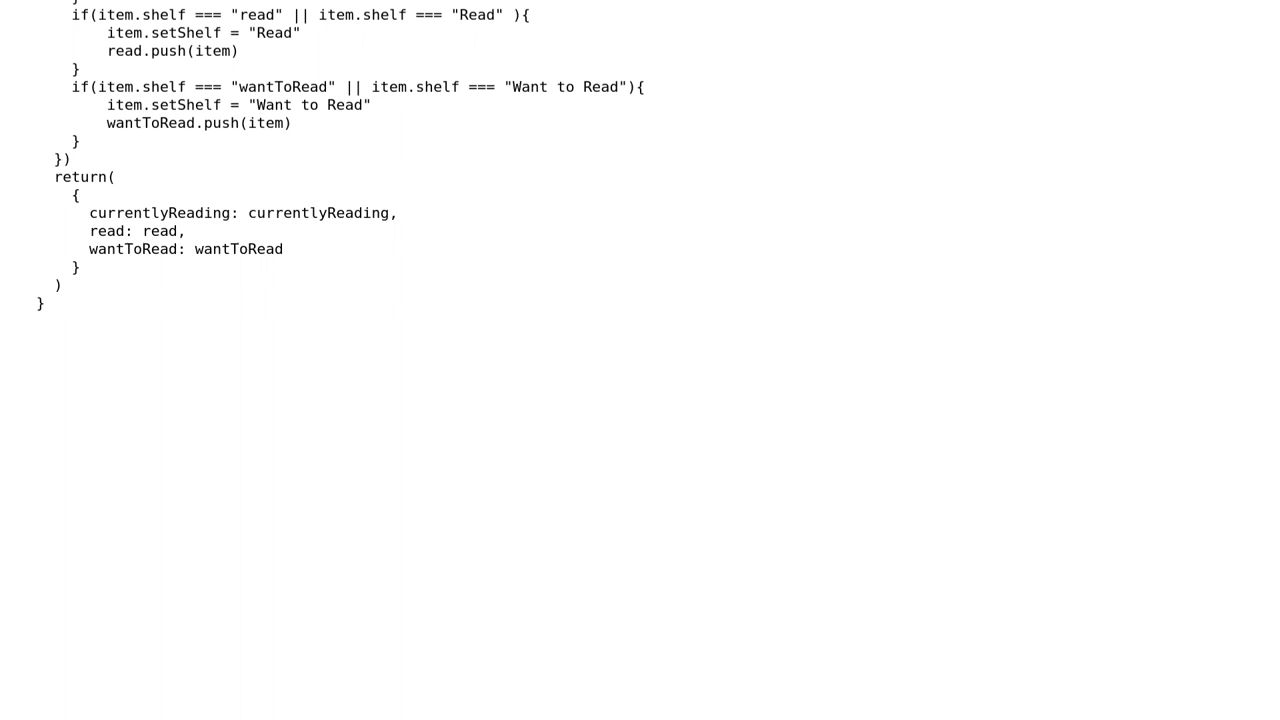 }
if(item.shelf === "read" || item.shelf === "Read" ){
item.setShelf = "Read"
read.push(item)
}
if(item.shelf === "wantToRead" || item.shelf === "Want to Read"){
item.setShelf = "Want to Read"
wantToRead.push(item)
}
})
return(
{
currentlyReading: currentlyReading,
read: read,
wantToRead: wantToRead
}
)
}